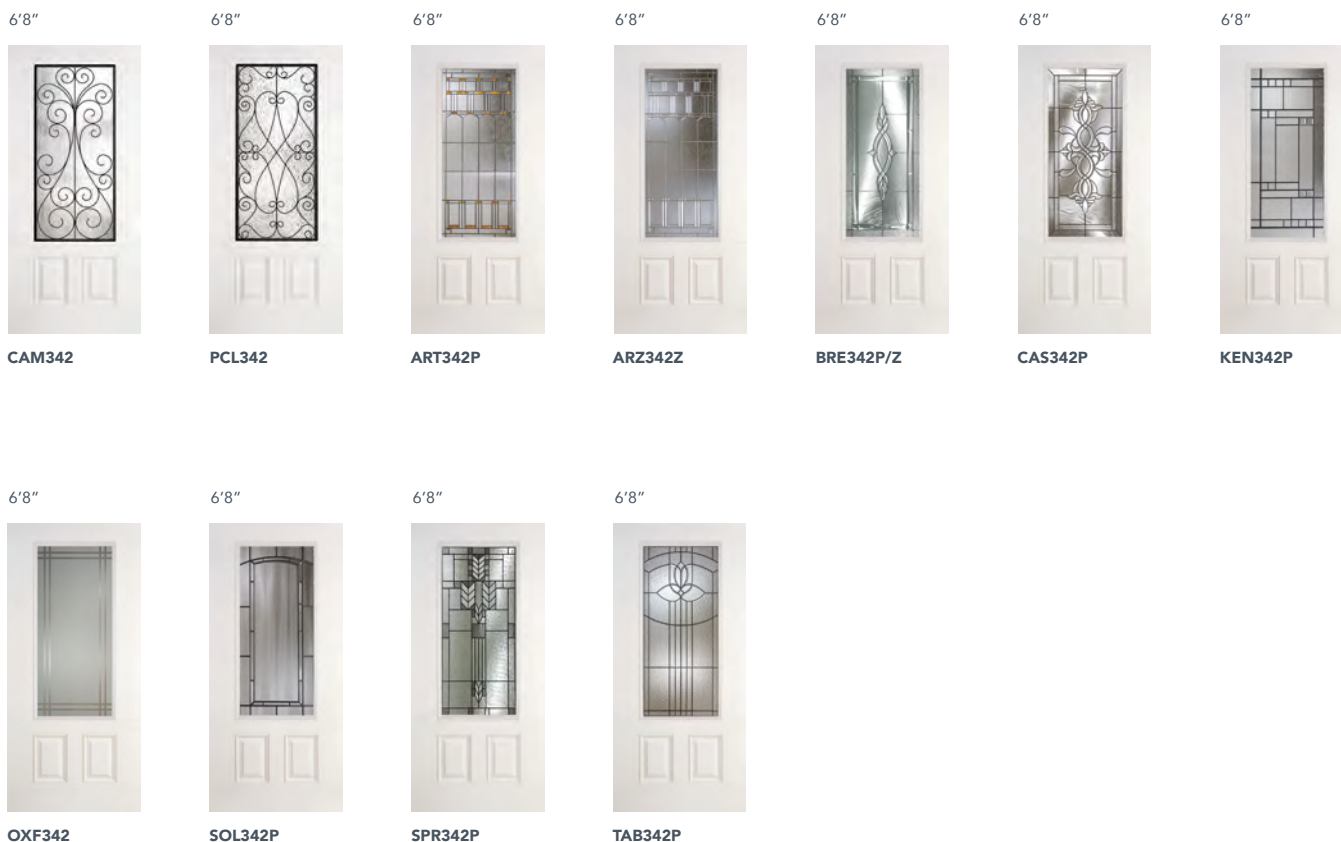 6'8” 6'8” 6'8” 6'8” 6'8” 6'8” 6'8”
CAM342 PCL342 ART342P ARZ342Z BRE342P/Z CAS342P KEN342P
6'8” 6'8” 6'8” 6'8”
OXF342 SOL342P SPR342P TAB342P